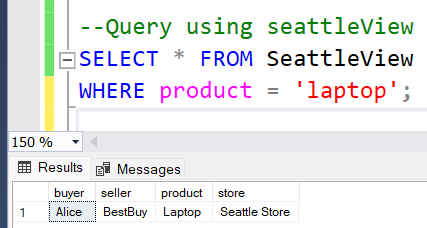 --Query using seattleView
SELECT * FROM SeattleView
WHERE product = 'laptop';
150 %
Results Messages
buyer seller product store
1 Alice BestBuy Laptop Seattle Store